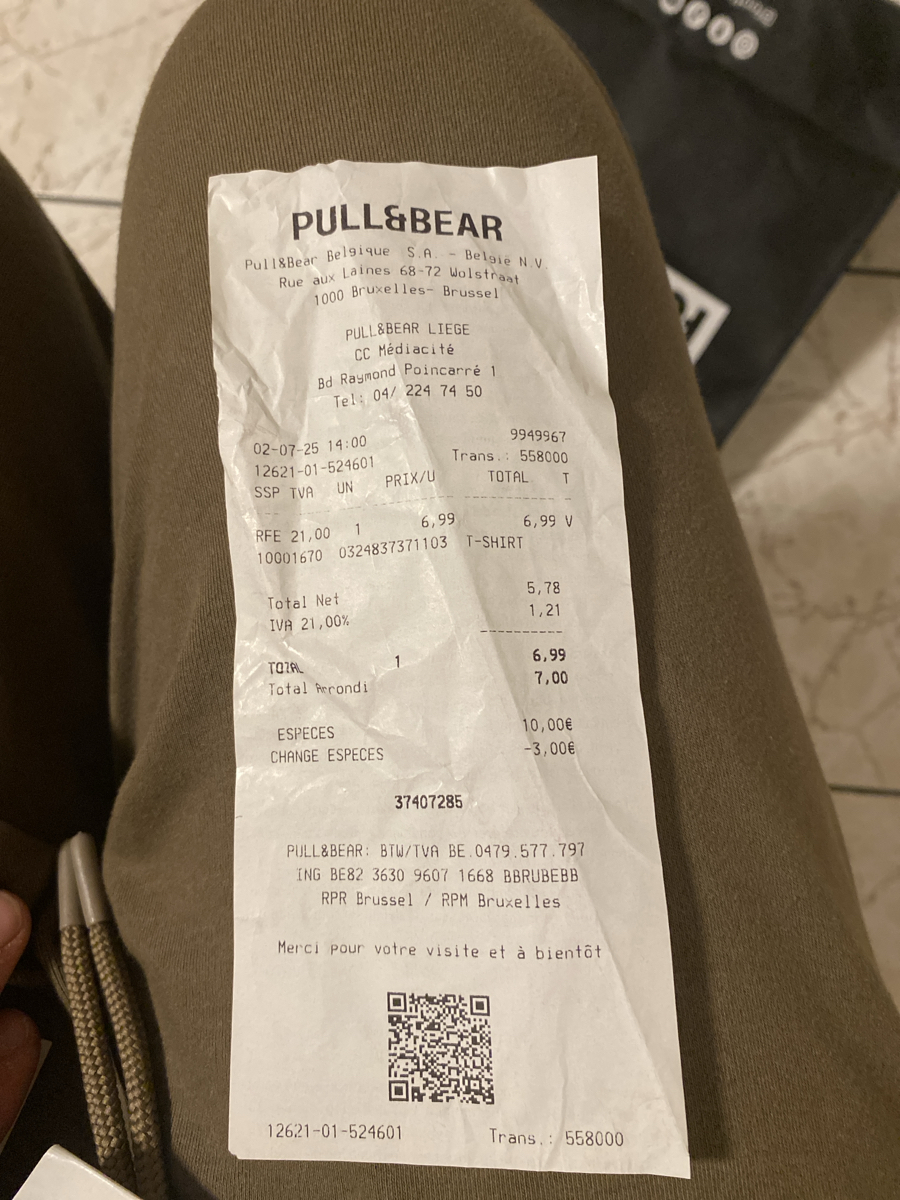 PULL&BEAR
Pull&Bear Belgique S.A. - België N.V.
Rue aux Laines 68-72 Wolstraat
1000 Bruxelles- Brussel
PULL&BEAR LIEGE
CC Médiacité
Bd Raymond Poincarré 1
Tel: 04/ 224 74 50
02-07-25 14:00 9949967
12621-01-524601 Trans.: 558000
SSP TVA UN PRIX/U TOTAL T
RFE 21,00 1 6,99 6,99 V
10001670 0324837371103 T-SHIRT
Total Net 5,78
IVA 21,00% 1,21
TOTAL 1 6,99
Total Arrondi 7,00
ESPECES 10,00€
CHANGE ESPECES -3,00€
37407285
PULL&BEAR: BTW/TVA BE.0479.577.797
ING BE82 3630 9607 1668 BBRUBEBB
RPR Brussel / RPM Bruxelles
Merci pour votre visite et à bientôt
12621-01-524601 Trans.: 558000